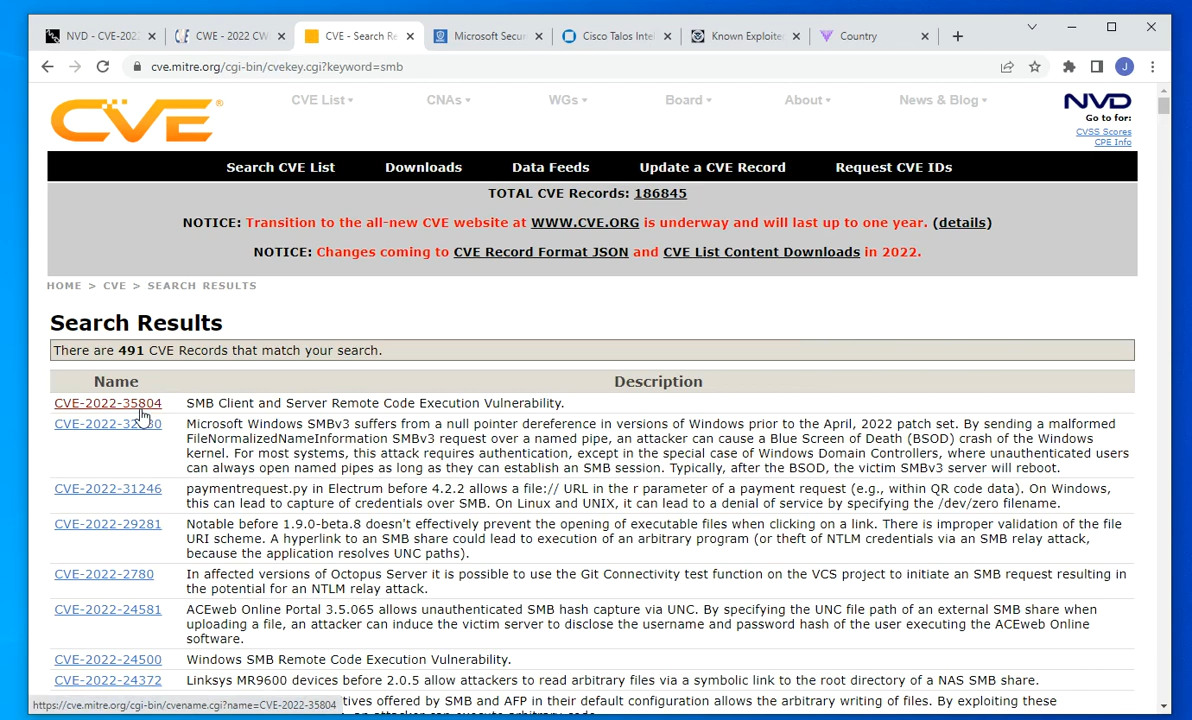 NVD - CVE-202
CWE - 2022 CW
CVE - Search Re
Microsoft Secur
Cisco Talos Intel
Known Exploite
Country
cve.mitre.org/cgi-bin/cvekey.cgi?keyword=smb
J
CVE
CVE List
CNAs
WGs
Board
About
News & Blog
NVD
Go to for:
CVSS Scores
CPE Info
Search CVE List
Downloads
Data Feeds
Update a CVE Record
Request CVE IDs
TOTAL CVE Records: 186845
NOTICE: Transition to the all-new CVE website at WWW.CVE.ORG is underway and will last up to one year. (details)
NOTICE: Changes coming to CVE Record Format JSON and CVE List Content Downloads in 2022.
HOME > CVE > SEARCH RESULTS
Search Results
There are 491 CVE Records that match your search.
Name Description
CVE-2022-35804 SMB Client and Server Remote Code Execution Vulnerability.
Microsoft Windows SMBv3 suffers from a null pointer dereference in versions of Windows prior to the April, 2022 patch set. By sending a malformed
FileNormalizedNameInformation SMBv3 request over a named pipe, an attacker can cause a Blue Screen of Death (BSOD) crash of the Windows
kernel. For most systems, this attack requires authentication, except in the special case of Windows Domain Controllers, where unauthenticated users
can always open named pipes as long as they can establish an SMB session. Typically, after the BSOD, the victim SMBv3 server will reboot.
CVE-2022-31246 paymentrequest.py in Electrum before 4.2.2 allows a file:// URL in the r parameter of a payment request (e.g., within QR code data). On Windows,
this can lead to capture of credentials over SMB. On Linux and UNIX, it can lead to a denial of service by specifying the /dev/zero filename.
CVE-2022-29281 Notable before 1.9.0-beta.8 doesn't effectively prevent the opening of executable files when clicking on a link. There is improper validation of the file
URI scheme. A hyperlink to an SMB share could lead to execution of an arbitrary program (or theft of NTLM credentials via an SMB relay attack,
because the application resolves UNC paths).
CVE-2022-2780 In affected versions of Octopus Server it is possible to use the Git Connectivity test function on the VCS project to initiate an SMB request resulting in
the potential for an NTLM relay attack.
CVE-2022-24581 ACEweb Online Portal 3.5.065 allows unauthenticated SMB hash capture via UNC. By specifying the UNC file path of an external SMB share when
uploading a file, an attacker can induce the victim server to disclose the username and password hash of the user executing the ACEweb Online
software.
CVE-2022-24500 Windows SMB Remote Code Execution Vulnerability.
CVE-2022-24372 Linksys MR9600 devices before 2.0.5 allow attackers to read arbitrary files via a symbolic link to the root directory of a NAS SMB share.
https://cve.mitre.org/cgi-bin/cvename.cgi?name=CVE-2022-35804
tives offered by SMB and AFP in their default configuration allows the arbitrary writing of files. By exploiting these